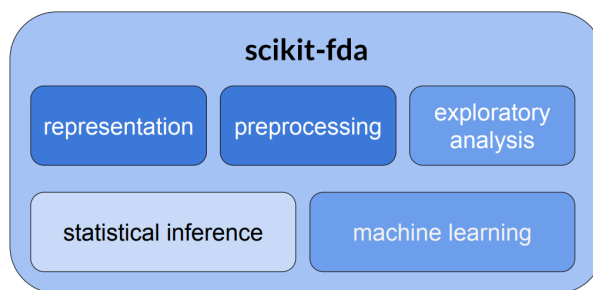 scikit-fda
representation
preprocessing
exploratory
analysis
statistical inference
machine learning